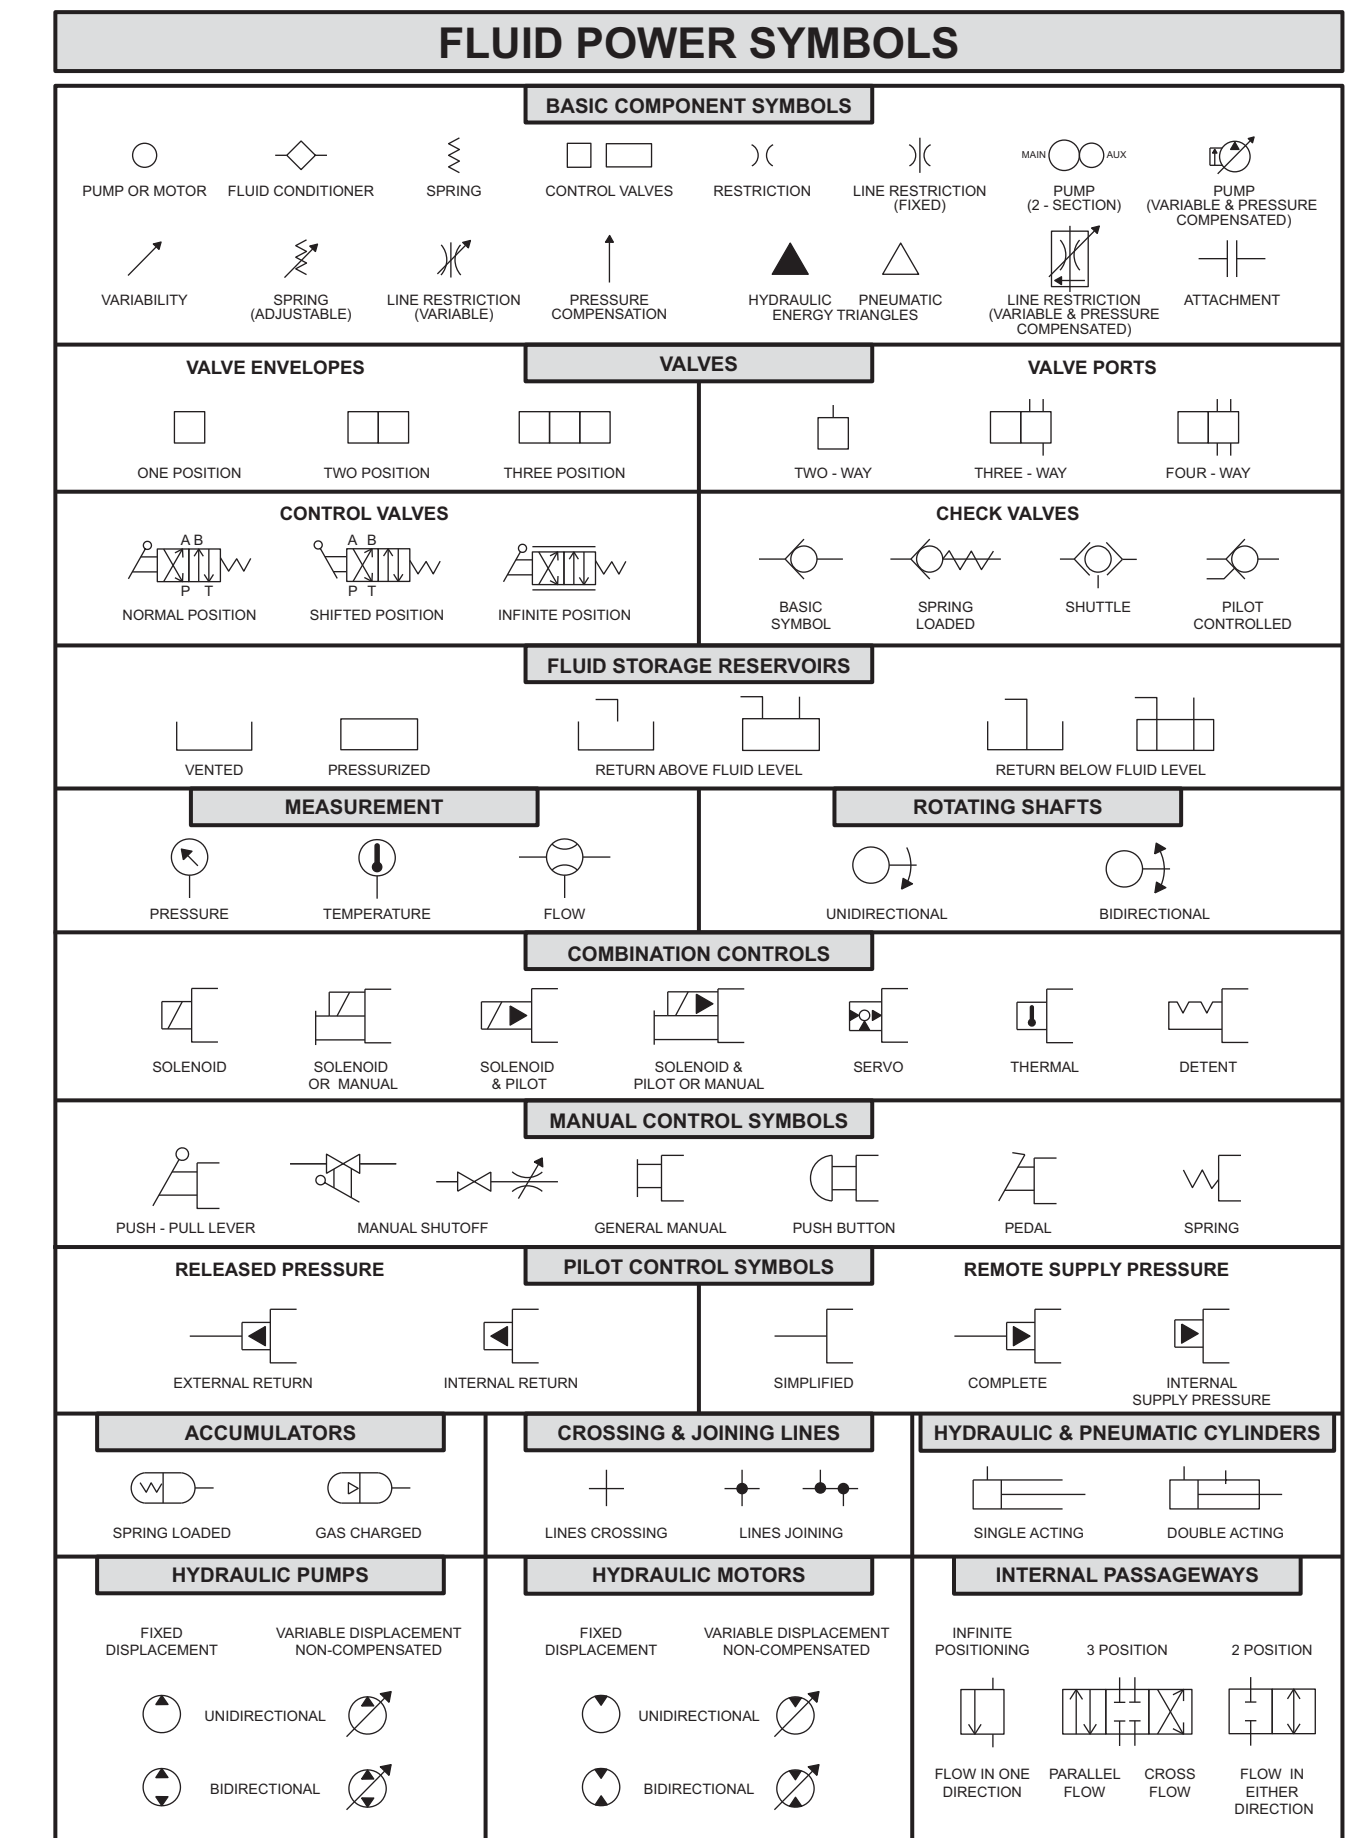 FLUID POWER SYMBOLS
BASIC COMPONENT SYMBOLS
MAIN AUX
PUMP OR MOTOR FLUID CONDITIONER SPRING CONTROL VALVES RESTRICTION LINE RESTRICTION PUMP PUMP
(FIXED) (2 - SECTION) (VARIABLE & PRESSURE
COMPENSATED)
VARIABILITY SPRING LINE RESTRICTION PRESSURE HYDRAULIC PNEUMATIC LINE RESTRICTION ATTACHMENT
(ADJUSTABLE) (VARIABLE) COMPENSATION ENERGY TRIANGLES (VARIABLE & PRESSURE
COMPENSATED)
VALVES
VALVE ENVELOPES VALVE PORTS
ONE POSITION TWO POSITION THREE POSITION TWO - WAY THREE - WAY FOUR - WAY
CONTROL VALVES CHECK VALVES
A B A B
P T P T
NORMAL POSITION SHIFTED POSITION INFINITE POSITION BASIC SPRING SHUTTLE PILOT
SYMBOL LOADED CONTROLLED
FLUID STORAGE RESERVOIRS
VENTED PRESSURIZED RETURN ABOVE FLUID LEVEL RETURN BELOW FLUID LEVEL
MEASUREMENT ROTATING SHAFTS
PRESSURE TEMPERATURE FLOW UNIDIRECTIONAL BIDIRECTIONAL
COMBINATION CONTROLS
SOLENOID SOLENOID SOLENOID SOLENOID & SERVO THERMAL DETENT
OR MANUAL & PILOT PILOT OR MANUAL
MANUAL CONTROL SYMBOLS
PUSH - PULL LEVER MANUAL SHUTOFF GENERAL MANUAL PUSH BUTTON PEDAL SPRING
PILOT CONTROL SYMBOLS
RELEASED PRESSURE REMOTE SUPPLY PRESSURE
EXTERNAL RETURN INTERNAL RETURN SIMPLIFIED COMPLETE INTERNAL
SUPPLY PRESSURE
ACCUMULATORS CROSSING & JOINING LINES HYDRAULIC & PNEUMATIC CYLINDERS
SPRING LOADED GAS CHARGED LINES CROSSING LINES JOINING SINGLE ACTING DOUBLE ACTING
HYDRAULIC PUMPS HYDRAULIC MOTORS INTERNAL PASSAGEWAYS
FIXED VARIABLE DISPLACEMENT FIXED VARIABLE DISPLACEMENT INFINITE
DISPLACEMENT NON-COMPENSATED DISPLACEMENT NON-COMPENSATED POSITIONING 3 POSITION 2 POSITION
UNIDIRECTIONAL UNIDIRECTIONAL
FLOW IN ONE PARALLEL CROSS FLOW IN
BIDIRECTIONAL BIDIRECTIONAL DIRECTION FLOW FLOW EITHER
DIRECTION